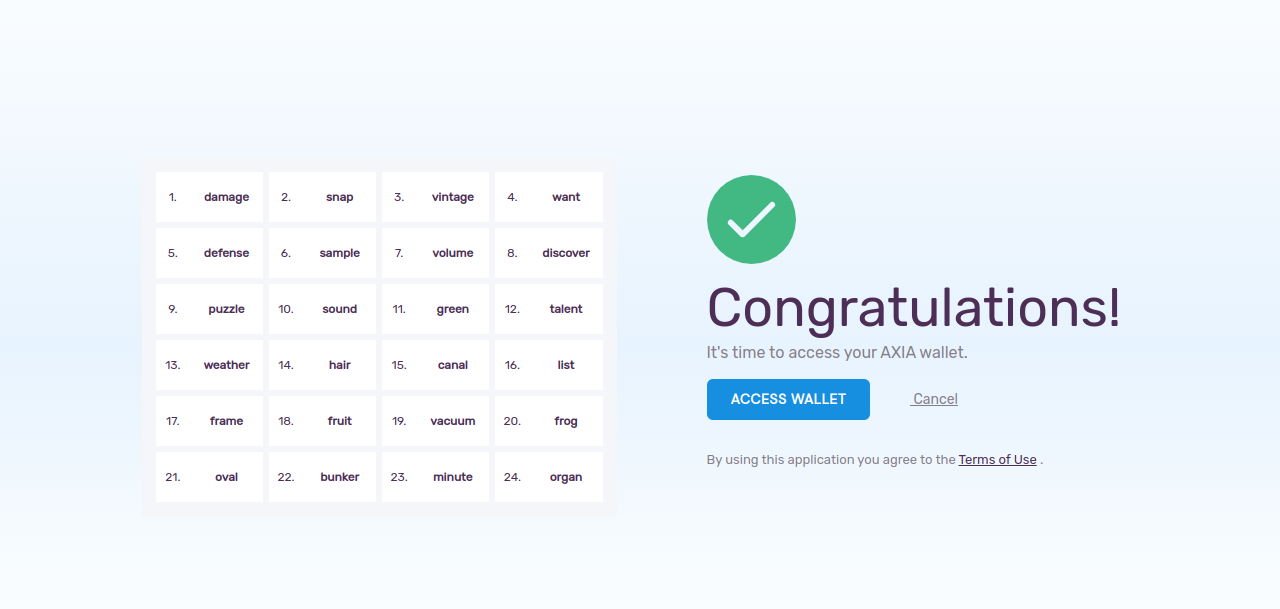 1. damage 2. snap 3. vintage 4. want
5. defense 6. sample 7. volume 8. discover
9. puzzle 10. sound 11. green 12. talent
13. weather 14. hair 15. canal 16. list
17. frame 18. fruit 19. vacuum 20. frog
21. oval 22. bunker 23. minute 24. organ
Congratulations!
It's time to access your AXIA wallet.
ACCESS WALLET Cancel
By using this application you agree to the Terms of Use .